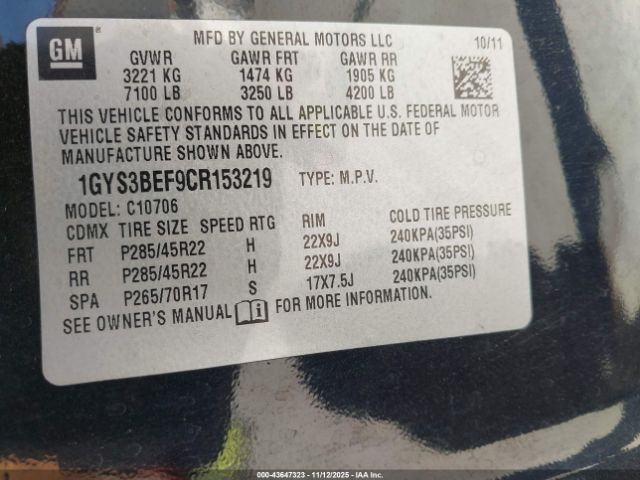 GM
MFD BY GENERAL MOTORS LLC 10/11
GVWR GAWR FRT GAWR RR
3221 KG 1474 KG 1905 KG
7100 LB 3250 LB 4200 LB
THIS VEHICLE CONFORMS TO ALL APPLICABLE U.S. FEDERAL MOTOR
VEHICLE SAFETY STANDARDS IN EFFECT ON THE DATE OF
MANUFACTURE SHOWN ABOVE.
1GYS3BEF9CR153219 TYPE: M.P.V.
MODEL: C10706
CDMX TIRE SIZE SPEED RTG RIM COLD TIRE PRESSURE
FRT P285/45R22 H 22X9J 240KPA(35PSI)
RR P285/45R22 H 22X9J 240KPA(35PSI)
SPA P265/70R17 S 17X7.5J 240KPA(35PSI)
SEE OWNER'S MANUAL FOR MORE INFORMATION.
000-43647323 - 11/12/2025 - IAA Corp.